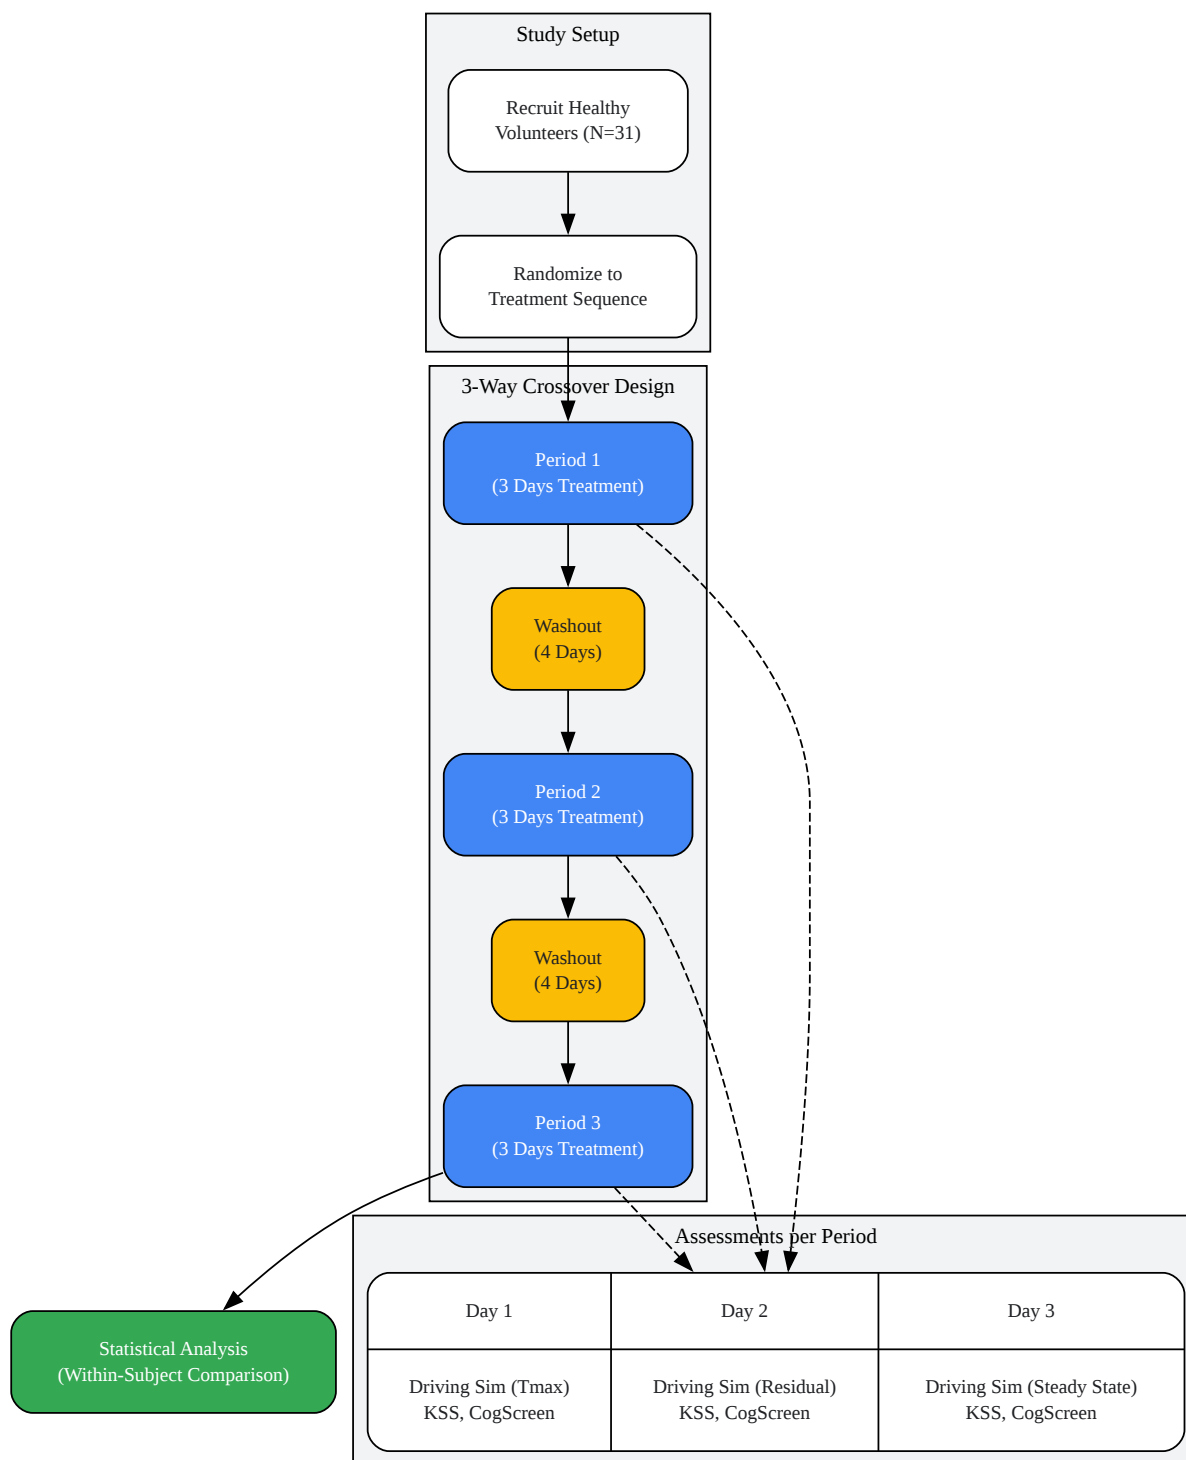 Study Setup
Recruit Healthy
Volunteers (N=31)
Randomize to
Treatment Sequence
3-Way Crossover Design
Period 1
(3 Days Treatment)
Washout
(4 Days)
Period 2
(3 Days Treatment)
Washout
(4 Days)
Period 3
(3 Days Treatment)
Assessments per Period
Day 1
Day 2
Day 3
Driving Sim (Tmax)
KSS, CogScreen
Driving Sim (Residual)
KSS, CogScreen
Driving Sim (Steady State)
KSS, CogScreen
Statistical Analysis
(Within-Subject Comparison)